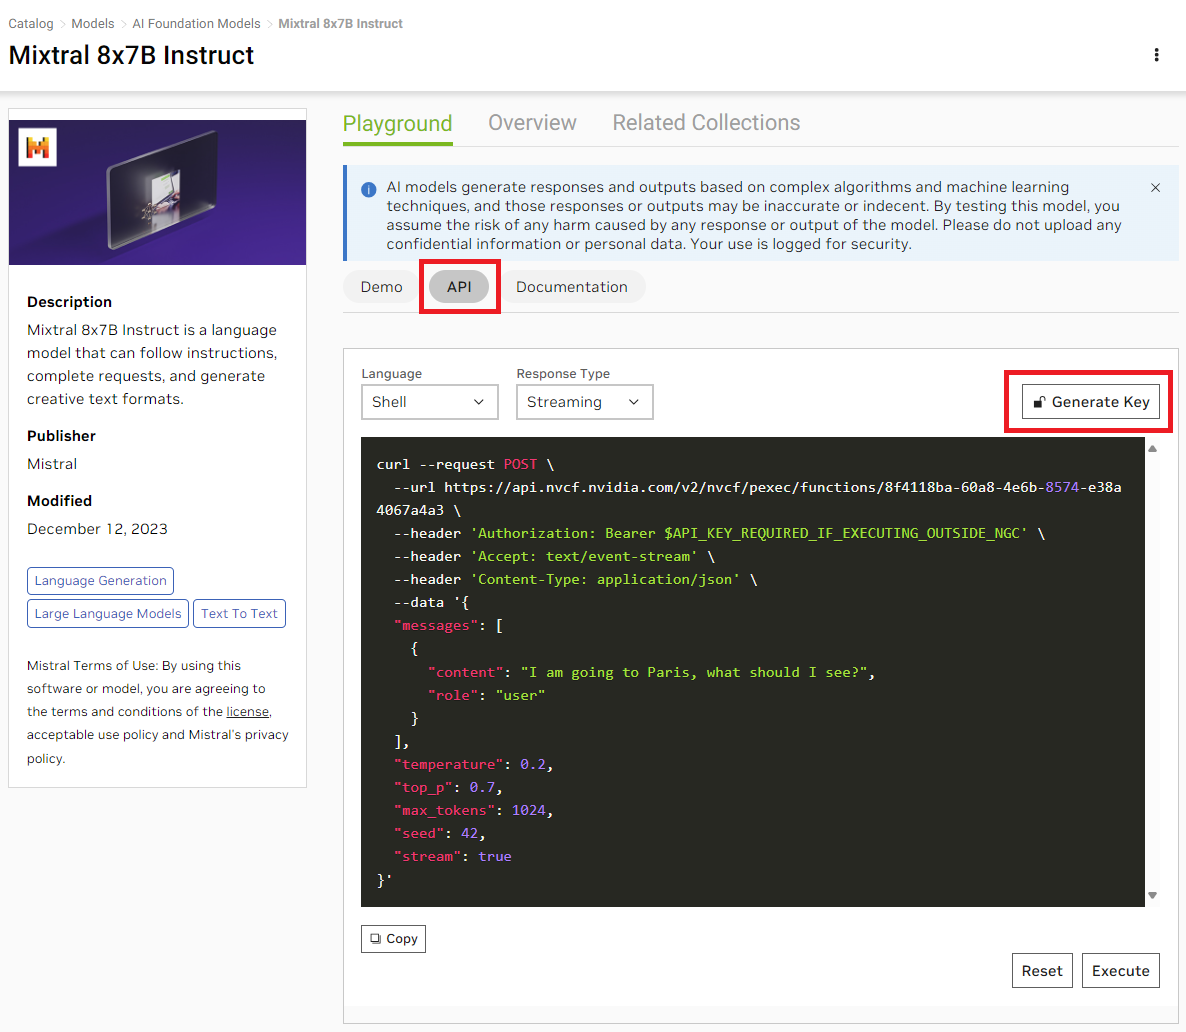 Catalog > Models > AI Foundation Models > Mixtral 8x7B Instruct
Mixtral 8x7B Instruct
Description
Mixtral 8x7B Instruct is a language
model that can follow instructions,
complete requests, and generate
creative text formats.
Publisher
Mistral
Modified
December 12, 2023
Language Generation
Large Language Models Text To Text
Mistral Terms of Use: By using this
software or model, you are agreeing to
the terms and conditions of the license,
acceptable use policy and Mistral's privacy
policy.
Playground Overview Related Collections
AI models generate responses and outputs based on complex algorithms and machine learning
techniques, and those responses or outputs may be inaccurate or indecent. By testing this model, you
assume the risk of any harm caused by any response or output of the model. Please do not upload any
confidential information or personal data. Your use is logged for security.
Demo API Documentation
Language Response Type
Shell Streaming Generate Key
curl --request POST \
  --url https://api.nvcf.nvidia.com/v2/nvcf/pexec/functions/8f4118ba-60a8-4e6b-8574-e38a
4067a4a3 \
  --header 'Authorization: Bearer $API_KEY_REQUIRED_IF_EXECUTING_OUTSIDE_NGC' \
  --header 'Accept: text/event-stream' \
  --header 'Content-Type: application/json' \
  --data '{
  "messages": [
    {
      "content": "I am going to Paris, what should I see?",
      "role": "user"
    }
  ],
  "temperature": 0.2,
  "top_p": 0.7,
  "max_tokens": 1024,
  "seed": 42,
  "stream": true
}'
Copy
Reset Execute